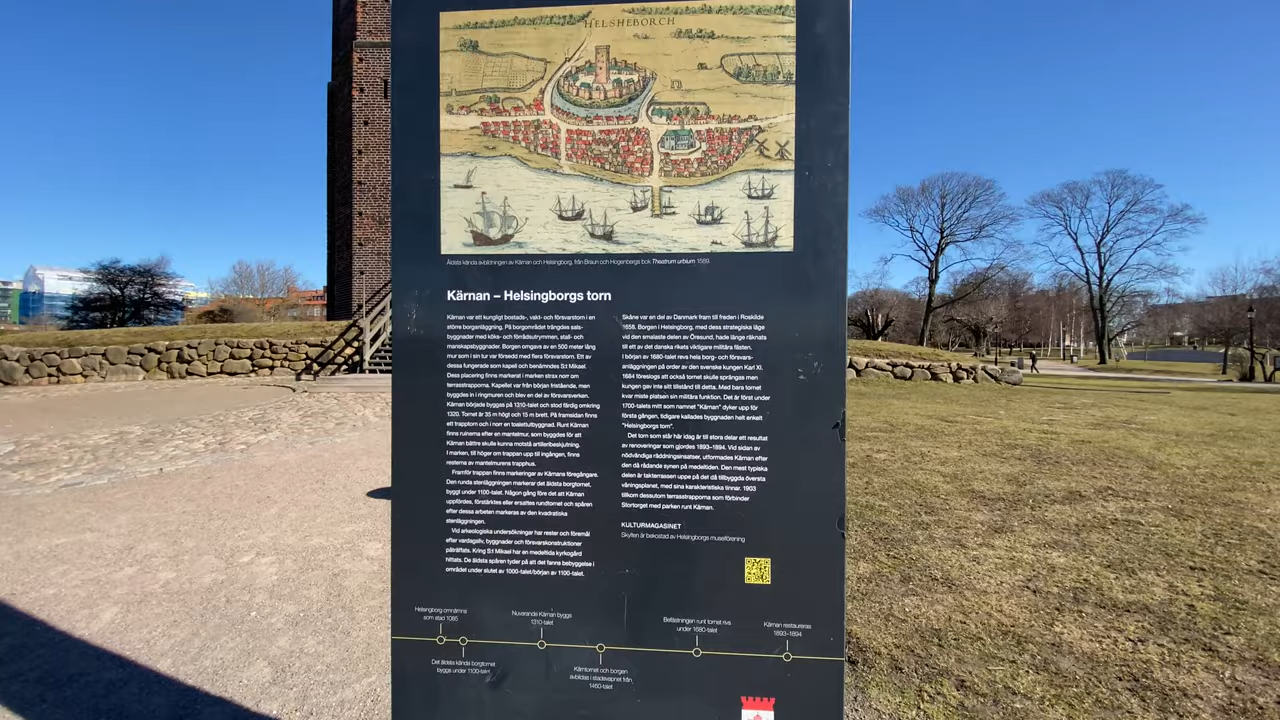 HELSHEBORCH
Äldsta kända avbildningen av Kärnan och Helsingborg, från Braun och Hogenbergs bok Theatrum urbium 1589.
Kärnan – Helsingborgs torn
Kärnan var ett kungligt bostads-, vakt- och försvarstorn i en
större borganläggning. På borgområdet trängdes sals-
byggnader med köks- och förrådsutrymmen, stall- och
manskapsbyggnader. Borgen omgavs av en 500 meter lång
mur som i sin tur var försedd med flera försvarstorn. Ett av
dessa fungerade som kapell och benämndes S:t Mikael.
Dess placering finns markerat i marken strax norr om
terrasstrapporna. Kapellet var från början fristående, men
byggdes in i ringmuren och blev en del av försvarsverken.
Kärnan började byggas på 1310-talet och stod färdig omkring
1320. Tornet är 35 m högt och 15 m brett. På framsidan finns
ett trapptorn och i norr en toalettutbyggnad. Runt Kärnan
finns ruinerna efter en mantelmur, som byggdes för att
Kärnan bättre skulle kunna motstå artilleribeskjutning.
I marken, till höger om trappan upp till ingången, finns
resterna av mantelmurens trapphus.
Framför trappan finns markeringar av Kärnans föregångare.
Den runda stenläggningen markerar det äldsta borgtornet,
byggt under 1100-talet. Någon gång före det att Kärnan
uppfördes, förstärktes eller ersattes rundtornet och spåren
efter dessa arbeten markeras av den kvadratiska
stenläggningen.
Vid arkeologiska undersökningar har rester och föremål
efter vardagsliv, byggnader och försvarskonstruktioner
påträffats. Kring S:t Mikael har en medeltida kyrkogård
hittats. De äldsta spåren tyder på att det fanns bebyggelse i
området under slutet av 1000-talet/början av 1100-talet.
Skåne var en del av Danmark fram till freden i Roskilde
1658. Borgen i Helsingborg, med dess strategiska läge
vid den smalaste delen av Öresund, hade länge räknats
till ett av det danska rikets viktigaste militära fästen.
I början av 1680-talet revs hela borg- och försvars-
anläggningen på order av den svenske kungen Karl XI.
1684 föreslogs att också tornet skulle sprängas men
kungen gav inte sitt tillstånd till detta. Med bara tornet
kvar miste platsen sin militära funktion. Det är först under
1700-talets mitt som namnet "Kärnan" dyker upp för
första gången, tidigare kallades byggnaden helt enkelt
"Helsingborgs torn".
Det torn som står här idag är till stora delar ett resultat
av renoveringar som gjordes 1893–1894. Vid sidan av
nödvändiga räddningsinsatser, utformades Kärnan efter
den då rådande synen på medeltiden. Den mest typiska
delen är takterrassen uppe på det då tillbyggda översta
våningsplanet, med sina karakteristiska tinnar. 1903
tillkom dessutom terrasstrapporna som förbinder
Stortorget med parken runt Kärnan.
KULTURMAGASINET
Skylten är bekostad av Helsingborgs museiförening
Helsingborg omnämns
som stad 1085
Nuvarande Kärnan byggs
1310-talet
Befästningen runt tornet rivs
under 1680-talet
Kärnan restaureras
1893–1894
Det äldsta kända borgtornet
byggs under 1100-talet
Kärntornet och borgen
avbildas i stadsvapnet från
1460-talet